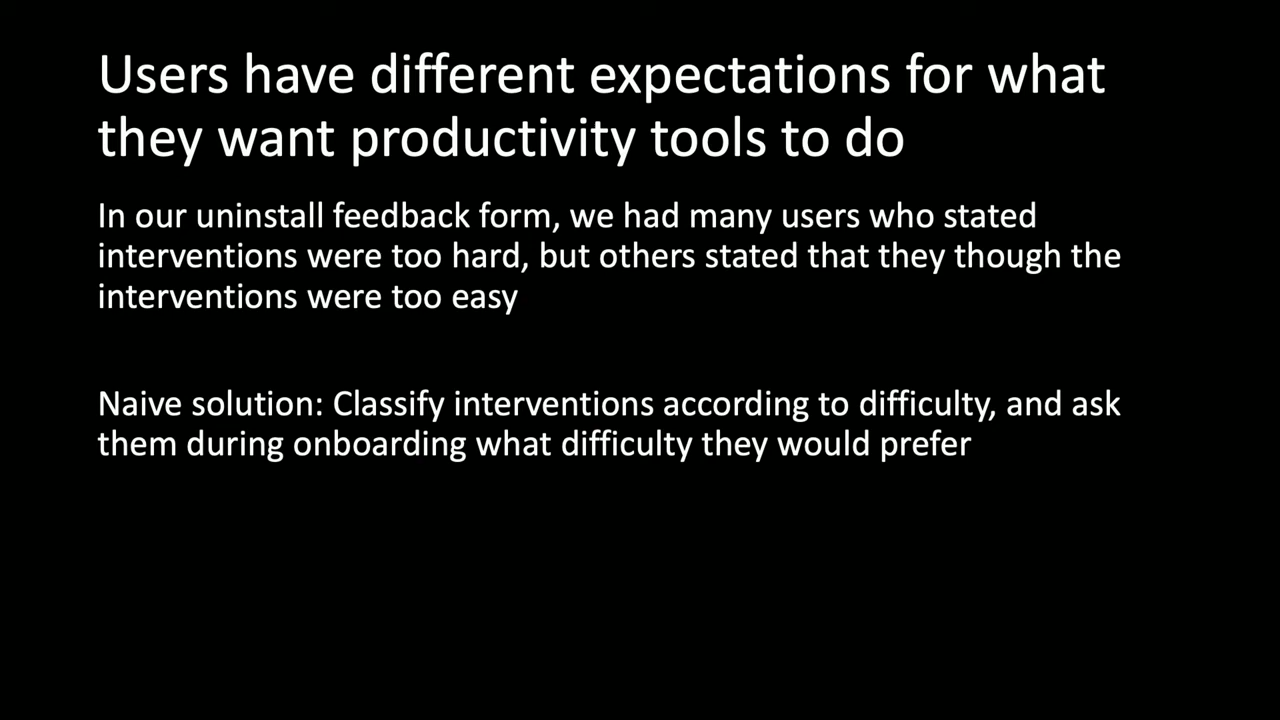 Users have different expectations for what
they want productivity tools to do
In our uninstall feedback form, we had many users who stated
interventions were too hard, but others stated that they though the
interventions were too easy
Naive solution: Classify interventions according to difficulty, and ask
them during onboarding what difficulty they would prefer